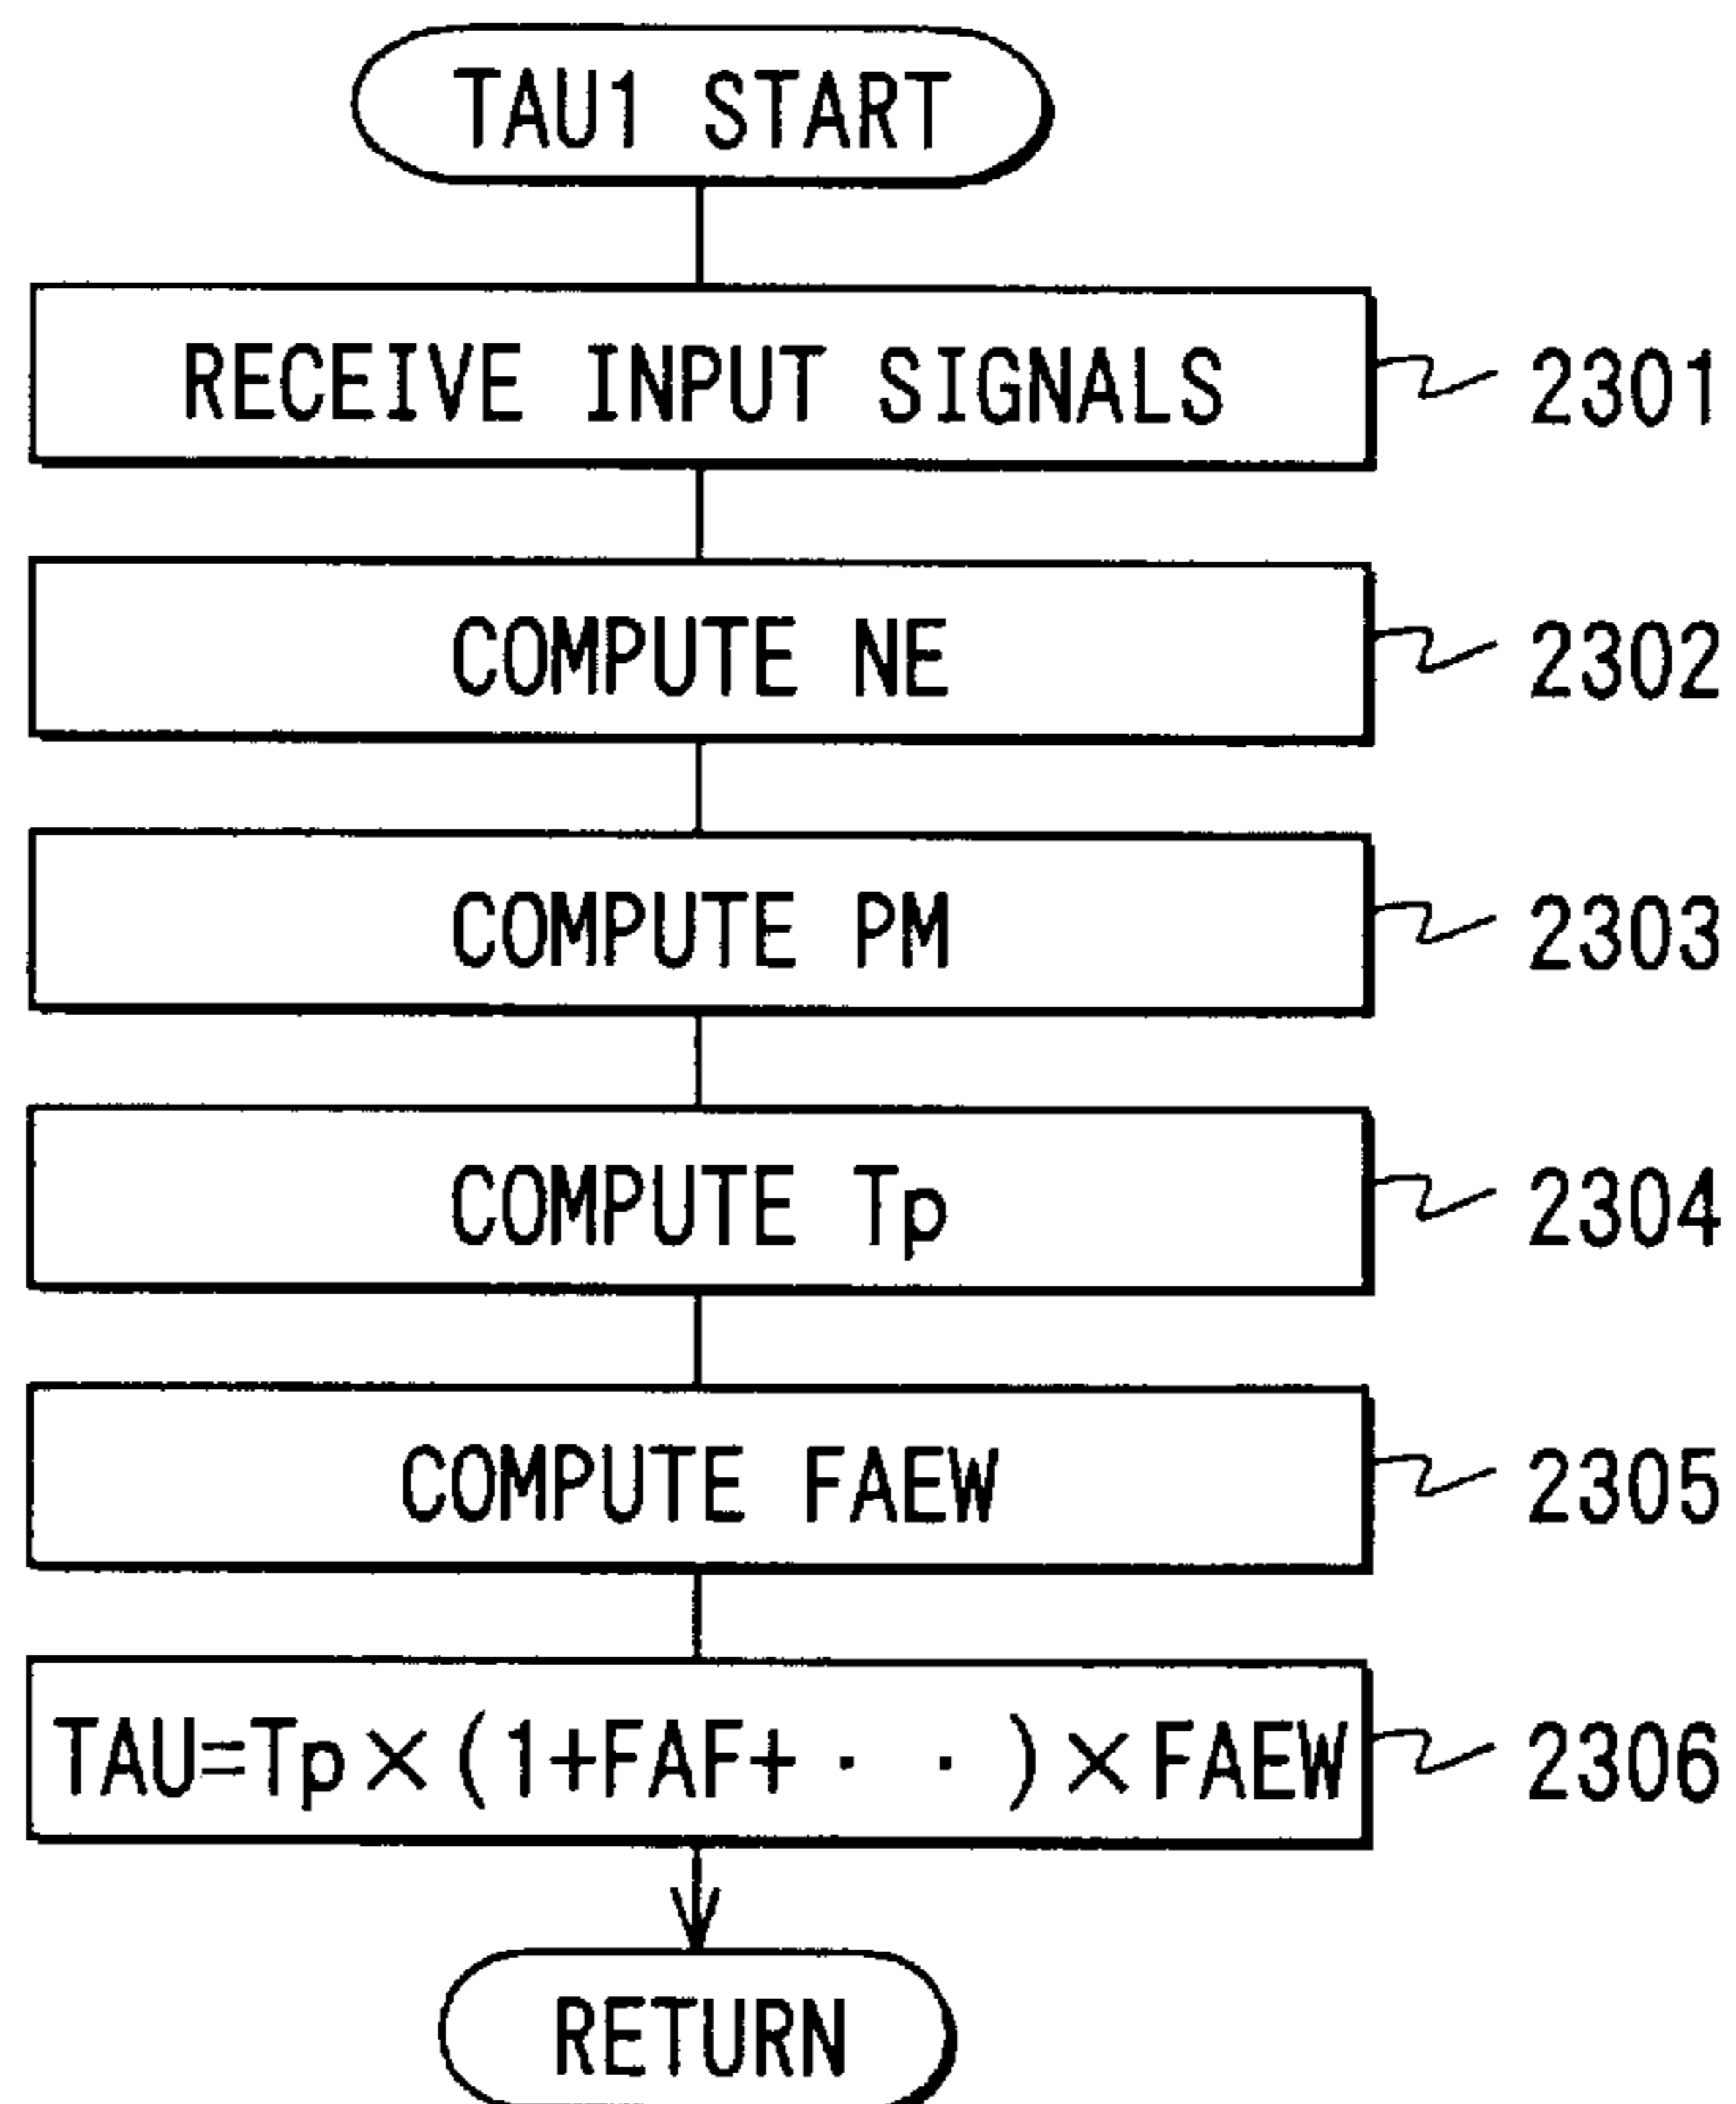 TAU1 START
RECEIVE INPUT SIGNALS
2301
COMPUTE NE
2302
COMPUTE PM
2303
COMPUTE Tp
2304
COMPUTE FAEW
2305
TAU=Tp×(1+FAF+· · )×FAEW
2306
RETURN